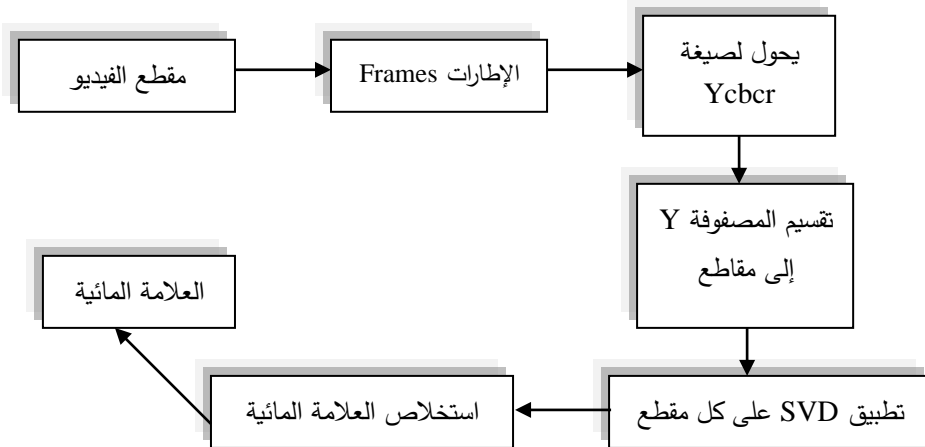 مقطع الفيديو
الإطارات Frames
يحول لصيغة
Ycbcr
تقسيم المصفوفة Y
إلى مقاطع
تطبيق SVD على كل مقطع
استخلاص العلامة المائية
العلامة المائية